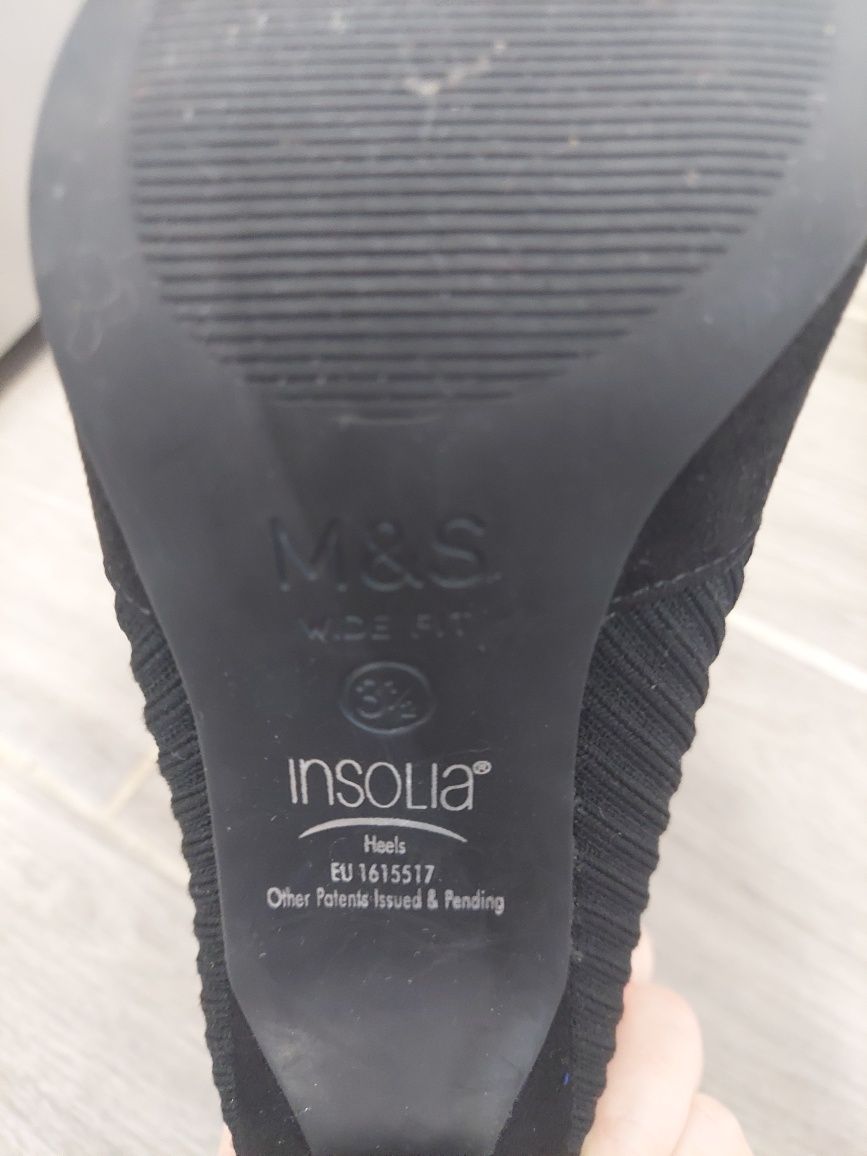 M&S
WIDE FIT
3½
INSOLIA®
Heels
EU 1615517
Other Patents Issued & Pending